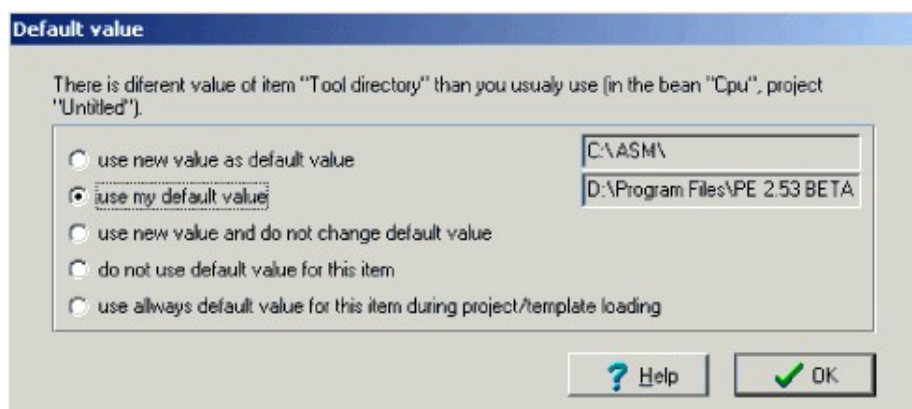 Default value
There is diferent value of item "Tool directory" than you usualy use (in the bean "Cpu", project
"Untitled").
use new value as default value
C:\ASM\
use my default value
D:\Program Files\PE 2.53 BETA
use new value and do not change default value
do not use default value for this item
use allways default value for this item during project/template loading
Help
OK